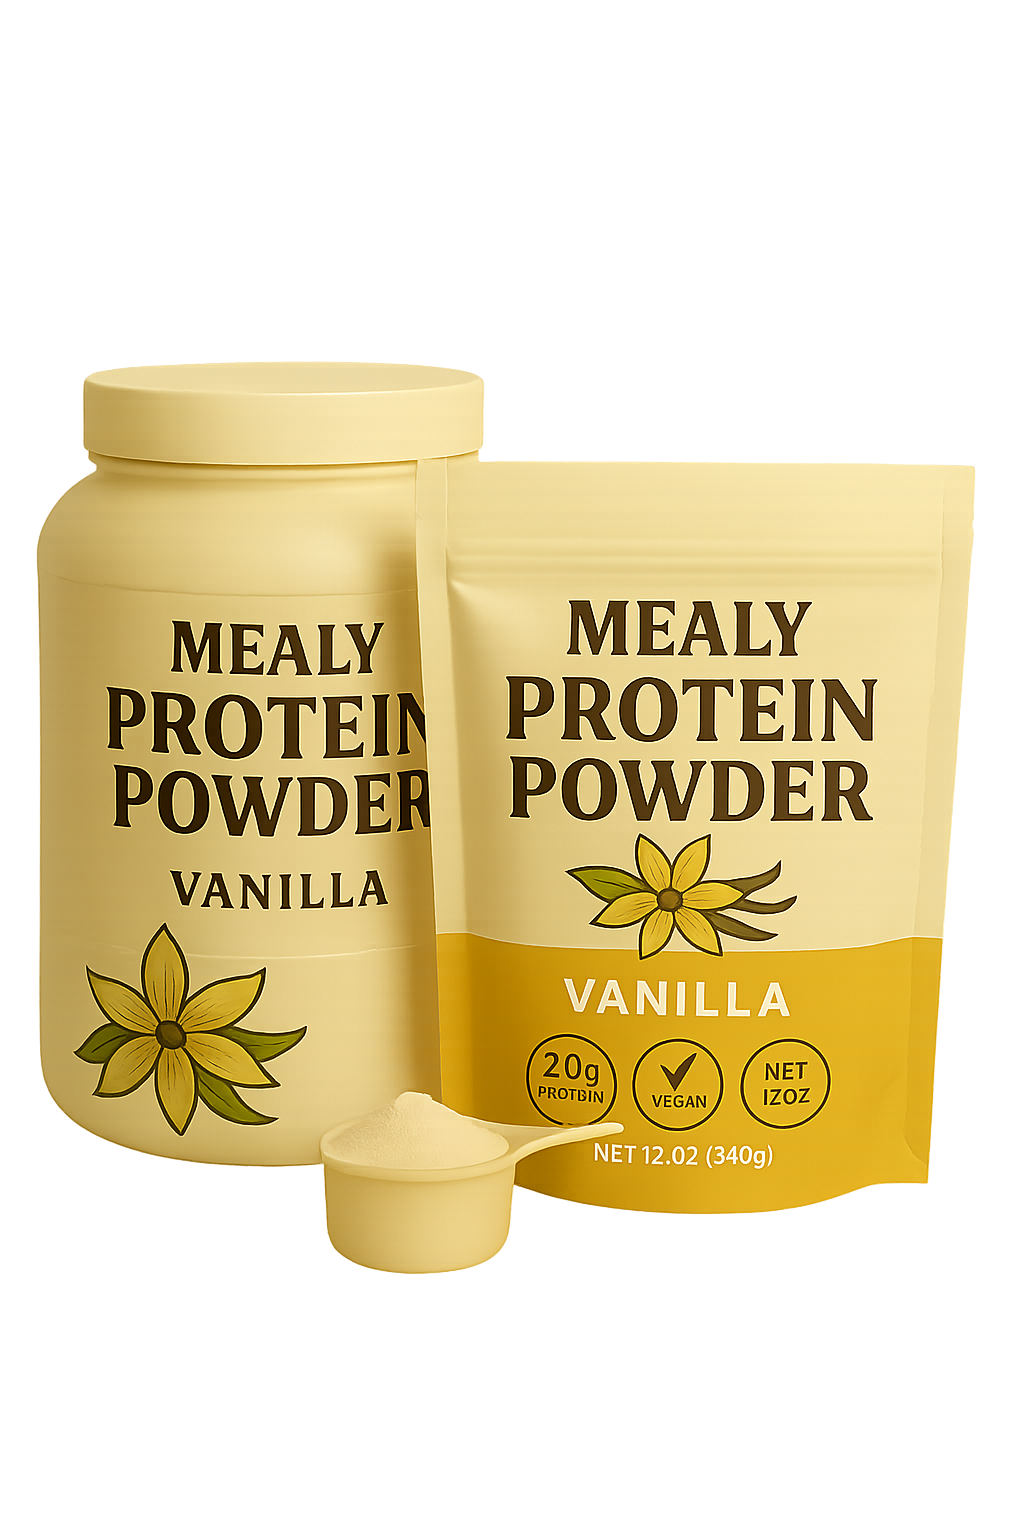 MEALY
PROTEIN
POWDER
VANILLA
MEALY
PROTEIN
POWDER
VANILLA
20g
PROTBIN
VEGAN
NET
IZOZ
NET 12.02 (340g)